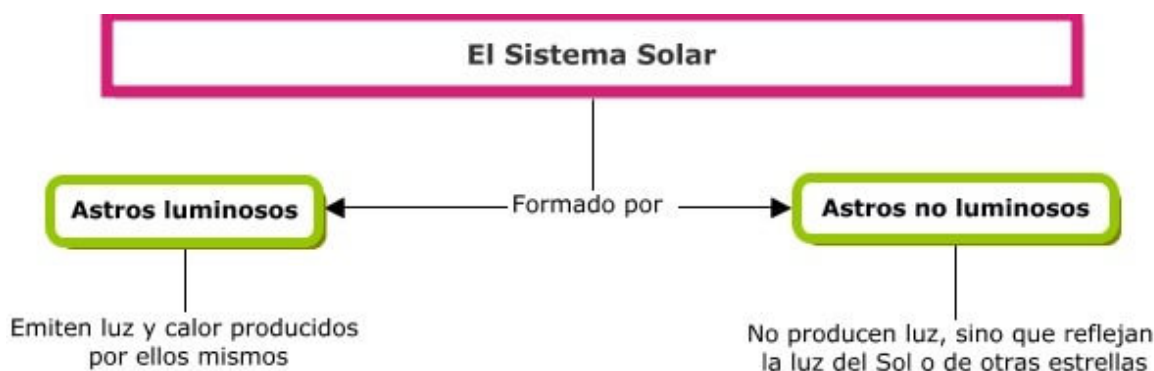 El Sistema Solar
Astros luminosos
Formado por
Astros no luminosos
Emiten luz y calor producidos
por ellos mismos
No producen luz, sino que reflejan
la luz del Sol o de otras estrellas